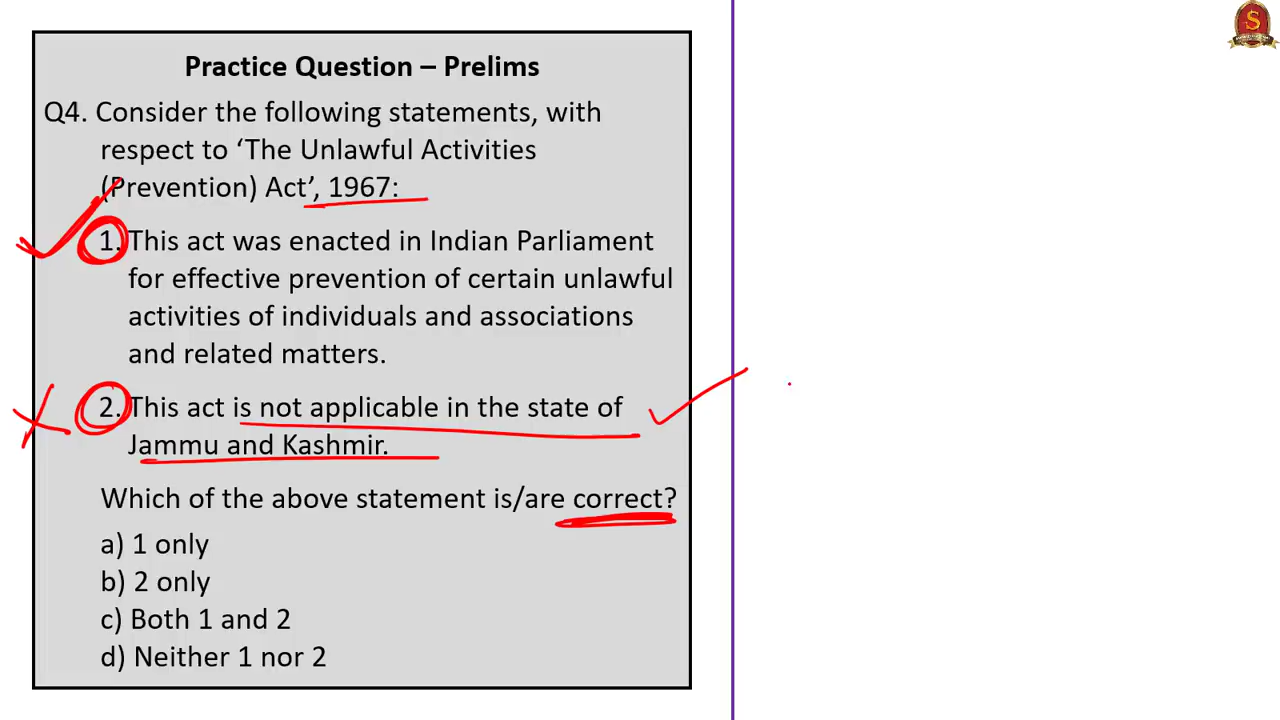 Practice Question – Prelims
Q4. Consider the following statements, with
respect to ‘The Unlawful Activities
(Prevention) Act’, 1967:
1. This act was enacted in Indian Parliament
for effective prevention of certain unlawful
activities of individuals and associations
and related matters.
2. This act is not applicable in the state of
Jammu and Kashmir.
Which of the above statement is/are correct?
a) 1 only
b) 2 only
c) Both 1 and 2
d) Neither 1 nor 2
S